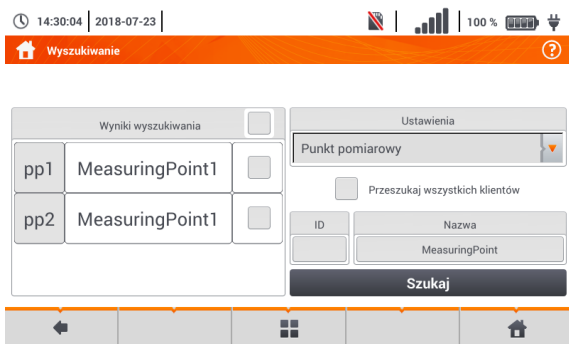 14:30:04 2018-07-23 100 %
Wyszukiwanie ?
Wyniki wyszukiwania
pp1 MeasuringPoint1
pp2 MeasuringPoint1
Ustawienia
Punkt pomiarowy
Przeszukaj wszystkich klientów
ID Nazwa
MeasuringPoint
Szukaj